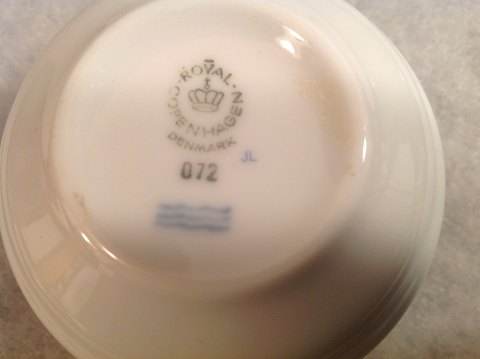 ROYAL
COPENHAGEN
DENMARK
JL
072